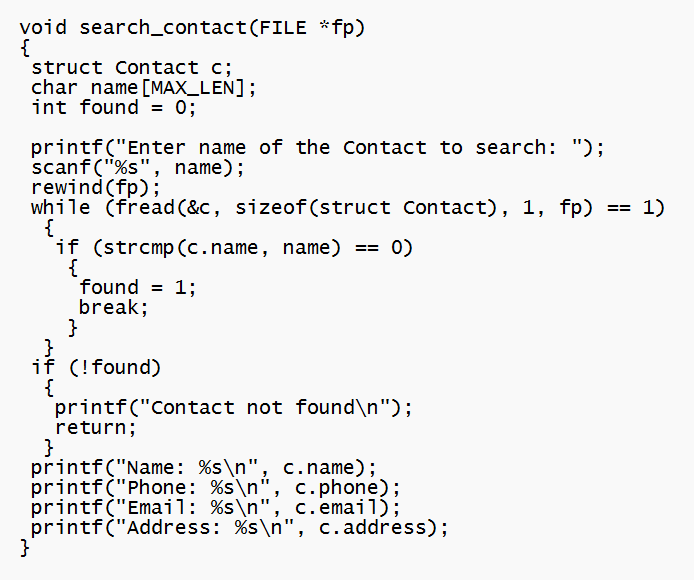 void search_contact(FILE *fp)
{
 struct Contact c;
 char name[MAX_LEN];
 int found = 0;

 printf("Enter name of the Contact to search: ");
 scanf("%s", name);
 rewind(fp);
 while (fread(&c, sizeof(struct Contact), 1, fp) == 1)
  {
   if (strcmp(c.name, name) == 0)
    {
     found = 1;
     break;
    }
  }
 if (!found)
  {
   printf("Contact not found\n");
   return;
  }
 printf("Name: %s\n", c.name);
 printf("Phone: %s\n", c.phone);
 printf("Email: %s\n", c.email);
 printf("Address: %s\n", c.address);
}